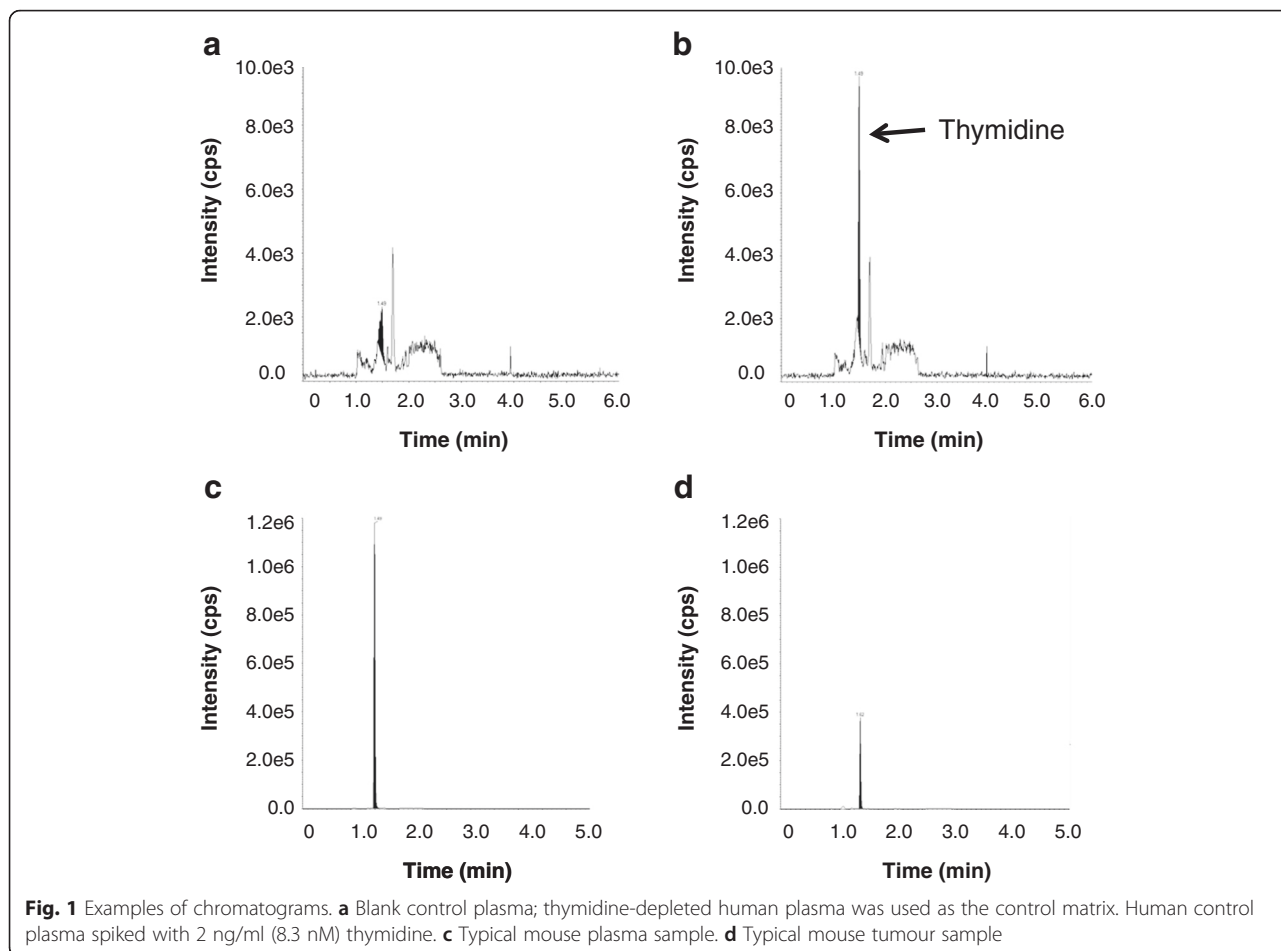 a
10.0e3
8.0e3
6.0e3
4.0e3
2.0e3
0.0
Intensity (cps)
1.48
0 1.0 2.0 3.0 4.0 5.0 6.0
Time (min)
b
10.0e3
8.0e3
6.0e3
4.0e3
2.0e3
0.0
Intensity (cps)
1.48
Thymidine
0 1.0 2.0 3.0 4.0 5.0 6.0
Time (min)
c
1.2e6
1.0e6
8.0e5
6.0e5
4.0e5
2.0e5
0.0
Intensity (cps)
0 1.0 2.0 3.0 4.0 5.0
Time (min)
d
1.2e6
1.0e6
8.0e5
6.0e5
4.0e5
2.0e5
0.0
Intensity (cps)
0 1.0 2.0 3.0 4.0 5.0
Time (min)
Fig. 1 Examples of chromatograms. a Blank control plasma; thymidine-depleted human plasma was used as the control matrix. Human control
plasma spiked with 2 ng/ml (8.3 nM) thymidine. c Typical mouse plasma sample. d Typical mouse tumour sample